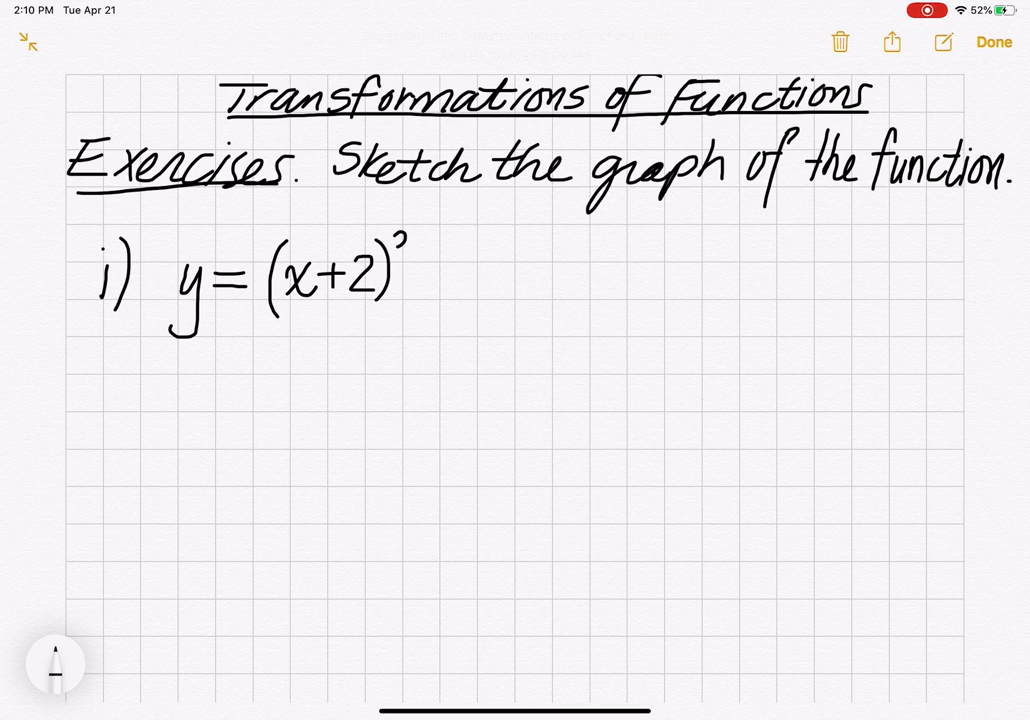 2:10 PM Tue Apr 21 52%
Done
Transformations of Functions
Exercises. Sketch the graph of the function.
i) y = (x+2)